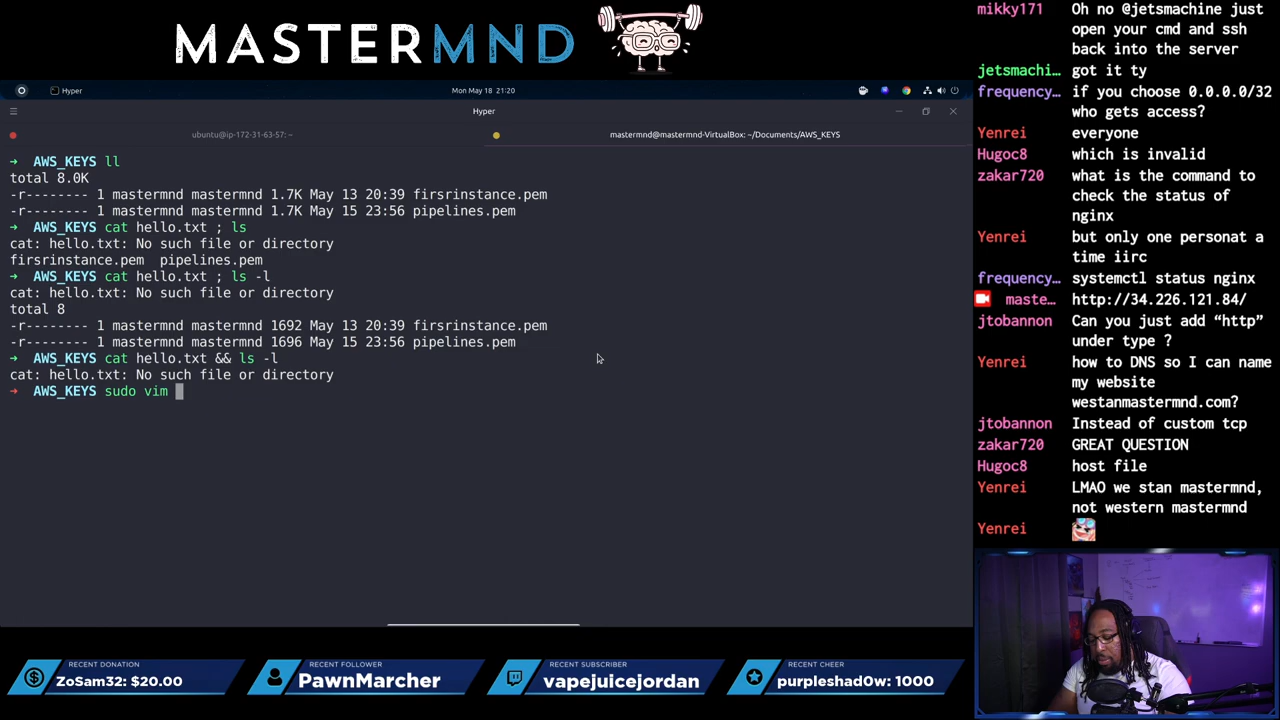 MASTERMND
Hyper
Mon May 18 21:20
Hyper
ubuntu@ip-172-31-63-57: ~
mastermnd@mastermnd-VirtualBox: ~/Documents/AWS_KEYS
➜ AWS_KEYS ll
total 8.0K
-r-------- 1 mastermnd mastermnd 1.7K May 13 20:39 firsrinstance.pem
-r-------- 1 mastermnd mastermnd 1.7K May 15 23:56 pipelines.pem
➜ AWS_KEYS cat hello.txt ; ls
cat: hello.txt: No such file or directory
firsrinstance.pem pipelines.pem
➜ AWS_KEYS cat hello.txt ; ls -l
cat: hello.txt: No such file or directory
total 8
-r-------- 1 mastermnd mastermnd 1692 May 13 20:39 firsrinstance.pem
-r-------- 1 mastermnd mastermnd 1696 May 15 23:56 pipelines.pem
➜ AWS_KEYS cat hello.txt && ls -l
cat: hello.txt: No such file or directory
➜ AWS_KEYS sudo vim
mikky171 Oh no @jetsmachine just
open your cmd and ssh
back into the server
jetsmachi… got it ty
frequency… if you choose 0.0.0.0/32
who gets access?
Yenrei everyone
Hugoc8 which is invalid
zakar720 what is the command to
check the status of
nginx
Yenrei but only one personat a
time iirc
frequency… systemctl status nginx
maste… http://34.226.121.84/
jtobannon Can you just add “http”
under type ?
Yenrei how to DNS so I can name
my website
westanmastermnd.com?
jtobannon Instead of custom tcp
zakar720 GREAT QUESTION
Hugoc8 host file
Yenrei LMAO we stan mastermnd,
not western mastermnd
Yenrei
RECENT DONATION
ZoSam32: $20.00
RECENT FOLLOWER
PawnMarcher
RECENT SUBSCRIBER
vapejuicejordan
RECENT CHEER
purpleshad0w: 1000